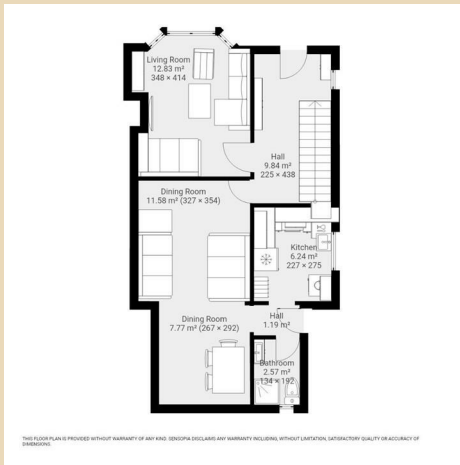 Living Room
12.83 m²
348 × 414
Hall
9.84 m²
225 × 438
Dining Room
11.58 m² (327 × 354)
Kitchen
6.24 m²
227 × 275
Dining Room
7.77 m² (267 × 292)
Hall
1.19 m²
Bathroom
2.57 m²
134 × 192
THIS FLOOR PLAN IS PROVIDED WITHOUT WARRANTY OF ANY KIND. SENSOPIA DISCLAIMS ANY WARRANTY INCLUDING, WITHOUT LIMITATION, SATISFACTORY QUALITY OR ACCURACY OF
DIMENSIONS.